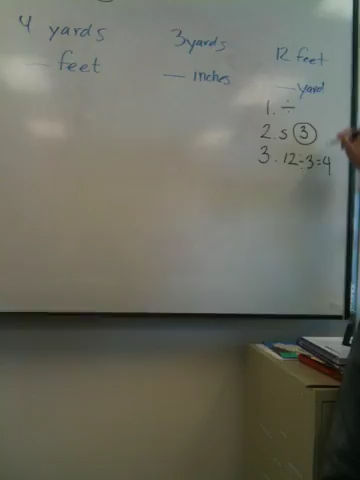 4 yards
— feet
3 yards
— inches
12 feet
— yard
1. ÷
2. s 3
3. 12÷3=4